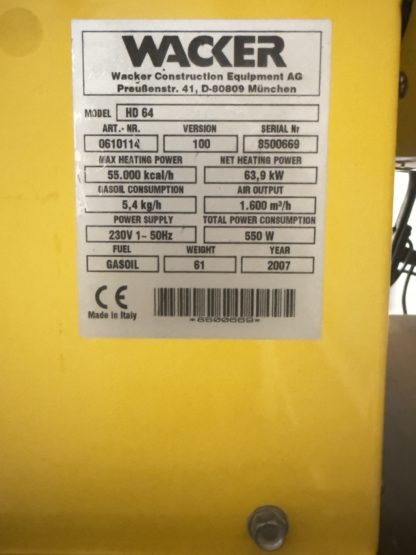 WACKER
Wacker Construction Equipment AG
Preußenstr. 41, D-80809 München
MODEL HD 64
ART.- NR. VERSION SERIAL Nr
0610114 100 8500669
MAX HEATING POWER NET HEATING POWER
55.000 kcal/h 63,9 kW
GASOIL CONSUMPTION AIR OUTPUT
5,4 kg/h 1.600 m³/h
POWER SUPPLY TOTAL POWER CONSUMPTION
230V 1~ 50Hz 550 W
FUEL WEIGHT YEAR
GASOIL 61 2007
CE
Made in Italy